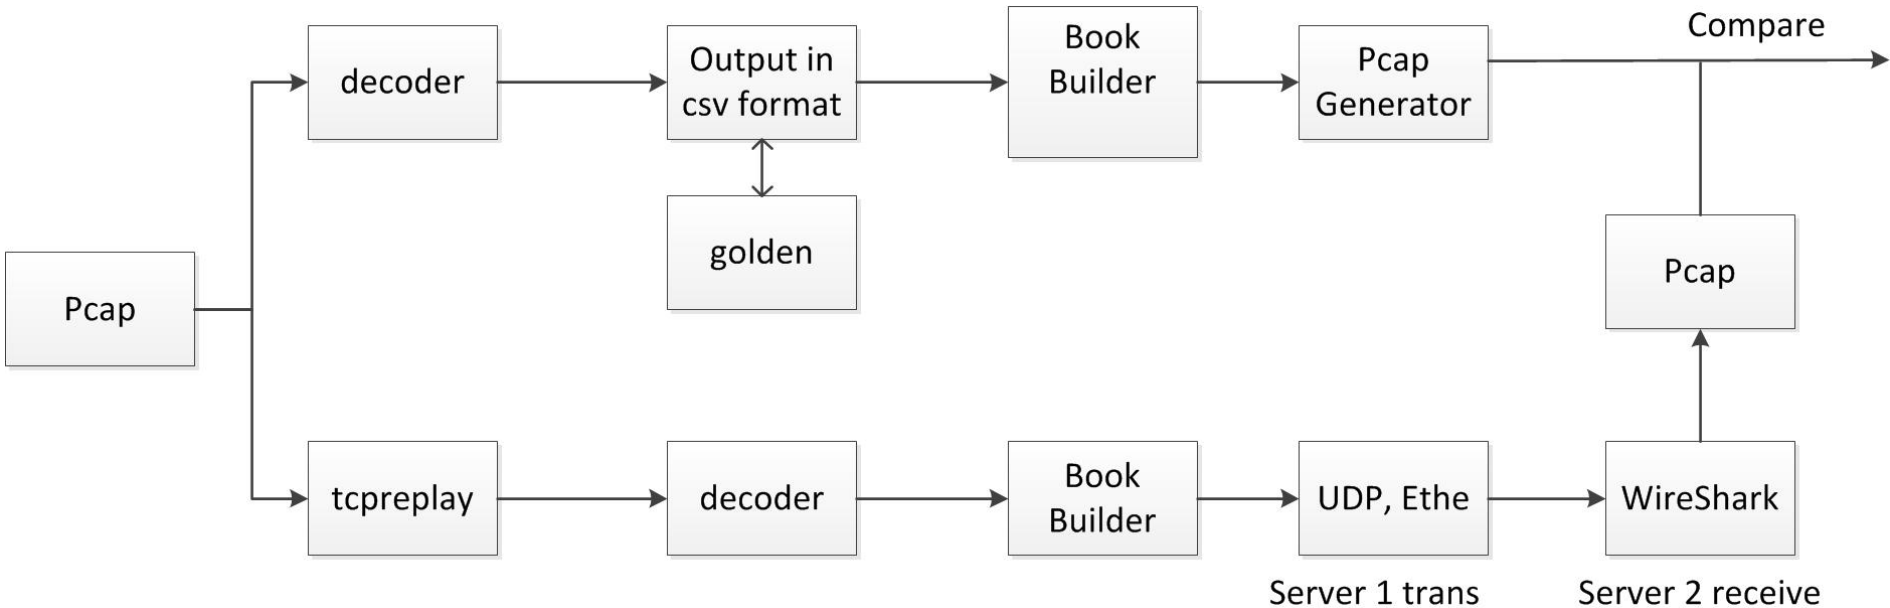 Compare
decoder
Output in
csv format
Book
Builder
Pcap
Generator
golden
Pcap
Pcap
tcpreplay
decoder
Book
Builder
UDP, Ethe
WireShark
Server 1 trans
Server 2 receive